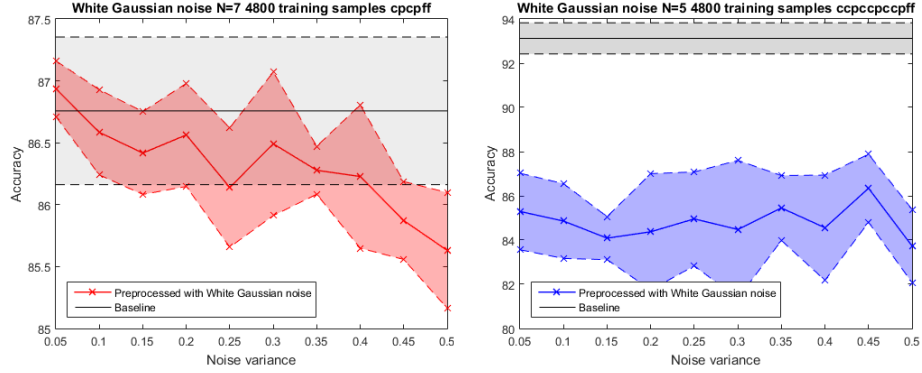 White Gaussian noise N=7 4800 training samples cpcpff
87.5
87
86.5
86
85.5
85
Accuracy
0.05 0.1 0.15 0.2 0.25 0.3 0.35 0.4 0.45 0.5
Noise variance
Preprocessed with White Gaussian noise
Baseline
White Gaussian noise N=5 4800 training samples ccpccpccpff
94
92
90
88
86
84
82
80
Accuracy
0.05 0.1 0.15 0.2 0.25 0.3 0.35 0.4 0.45 0.5
Noise variance
Preprocessed with White Gaussian noise
Baseline